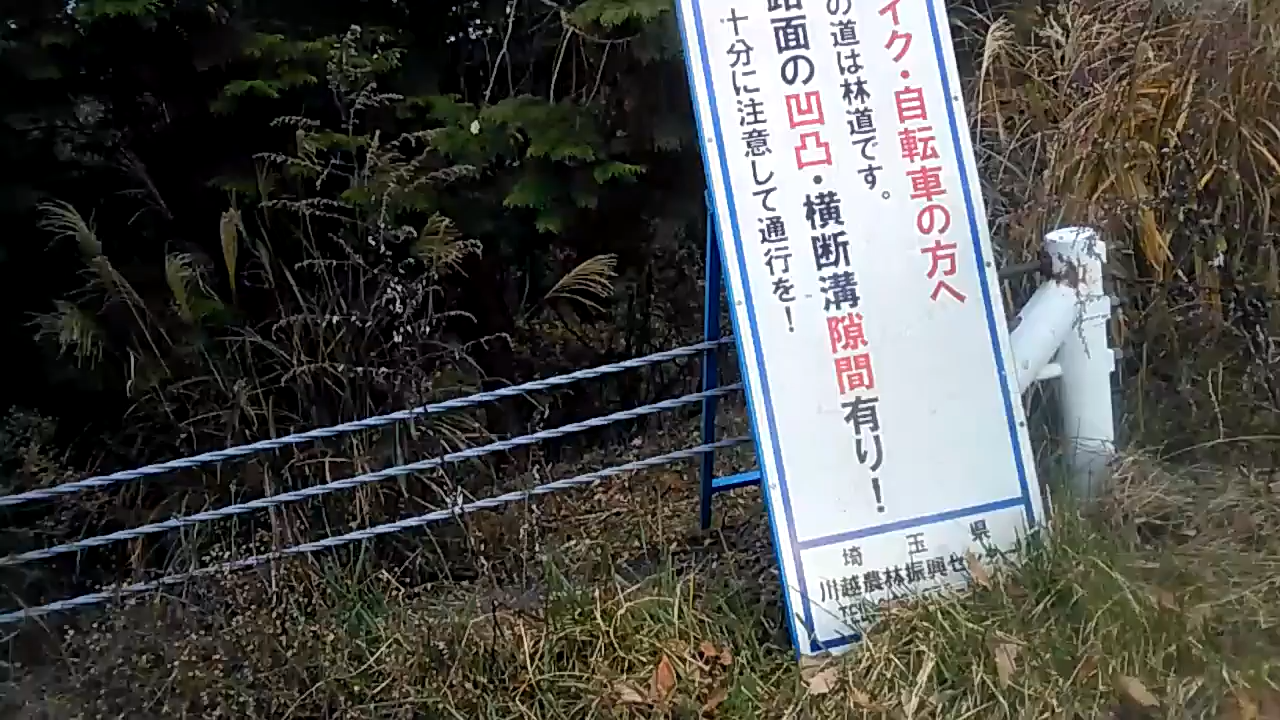 イク・自転車の方へ
の道は林道です。
路面の凹凸・横断溝隙間有り！
十分に注意して通行を！
埼玉県
川越農林振興セ